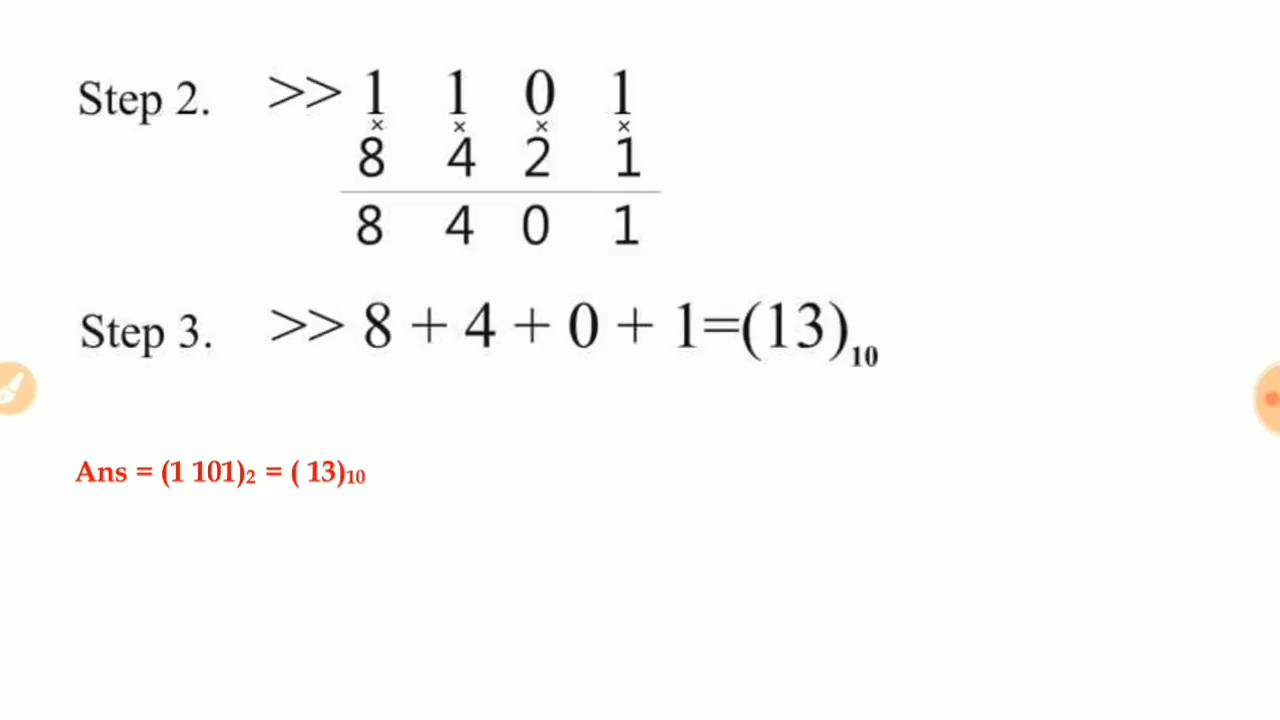 Step 2. >> 1 1 0 1
× × × ×
8 4 2 1
8 4 0 1
Step 3. >> 8 + 4 + 0 + 1=(13)₁₀
Ans = (1 101)₂ = ( 13)₁₀